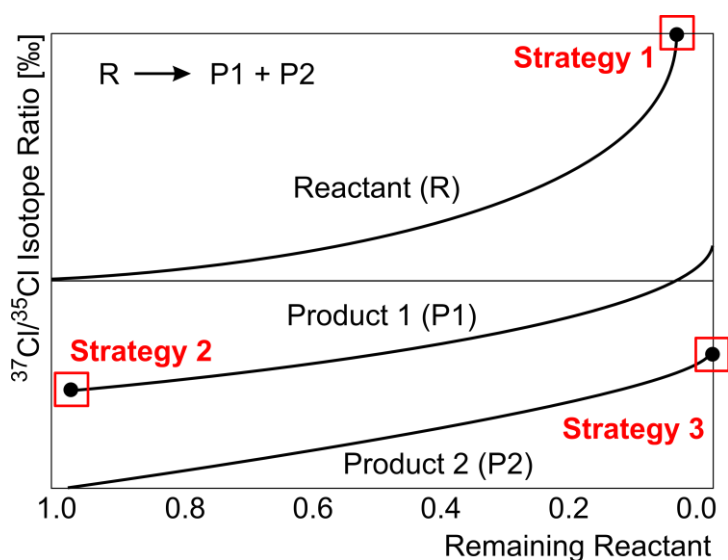 R → P1 + P2
Strategy 1
Reactant (R)
Product 1 (P1)
Strategy 2
Strategy 3
Product 2 (P2)
³⁷Cl/³⁵Cl Isotope Ratio [‰]
1.0 0.8 0.6 0.4 0.2 0.0
Remaining Reactant